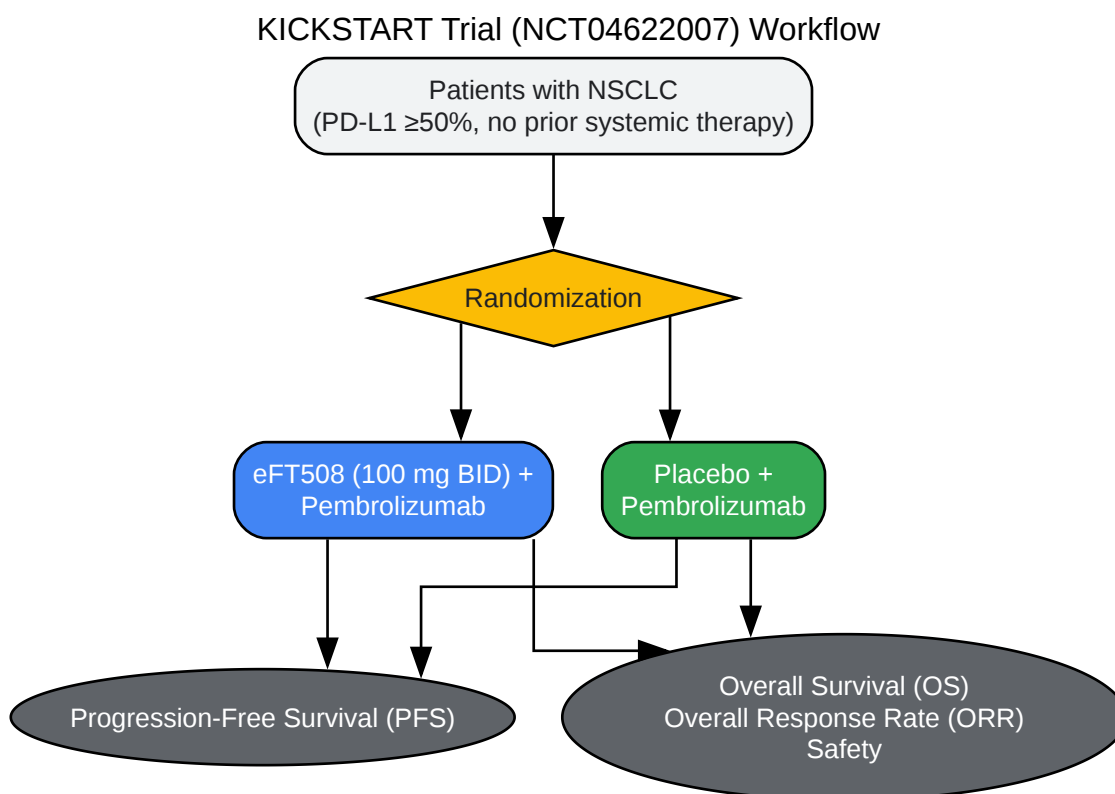 KICKSTART Trial (NCT04622007) Workflow
Patients with NSCLC
(PD-L1 ≥50%, no prior systemic therapy)
Randomization
eFT508 (100 mg BID) +
Pembrolizumab
Placebo +
Pembrolizumab
Progression-Free Survival (PFS)
Overall Survival (OS)
Overall Response Rate (ORR)
Safety